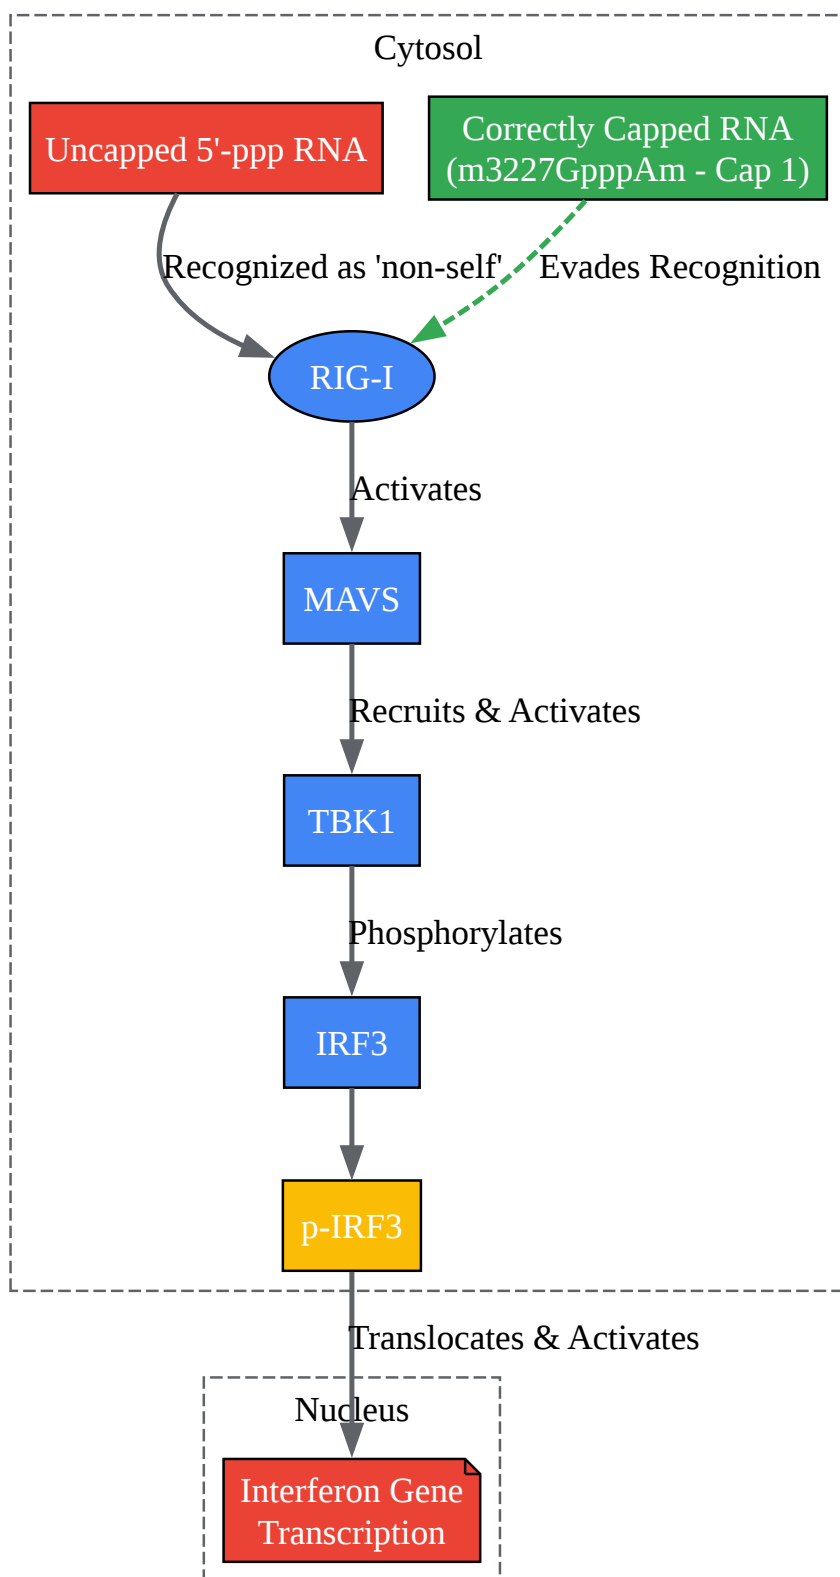 Cytosol
Uncapped 5'-ppp RNA
Correctly Capped RNA
(m3227GpppAm - Cap 1)
Recognized as 'non-self'
Evades Recognition
RIG-I
Activates
MAVS
Recruits & Activates
TBK1
Phosphorylates
IRF3
p-IRF3
Translocates & Activates
Nucleus
Interferon Gene
Transcription